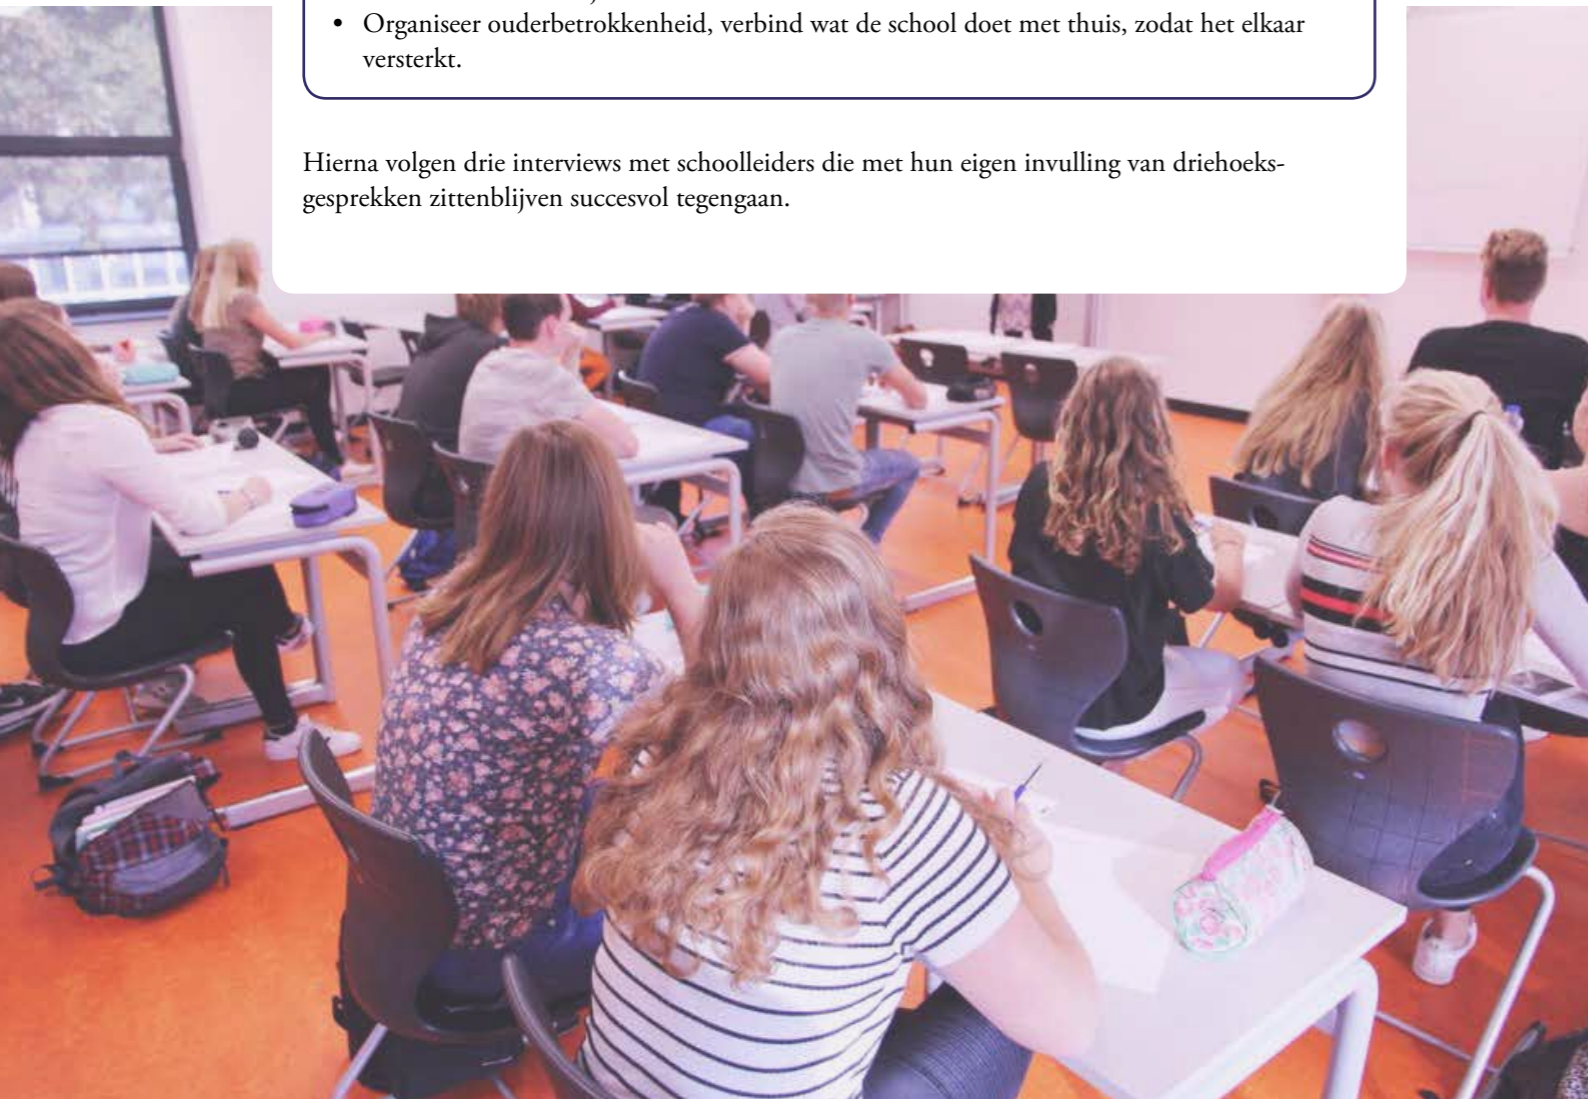 • Organiseer ouderbetrokkenheid, verbind wat de school doet met thuis, zodat het elkaar
versterkt.
Hierna volgen drie interviews met schoolleiders die met hun eigen invulling van driehoeks-
gesprekken zittenblijven succesvol tegengaan.